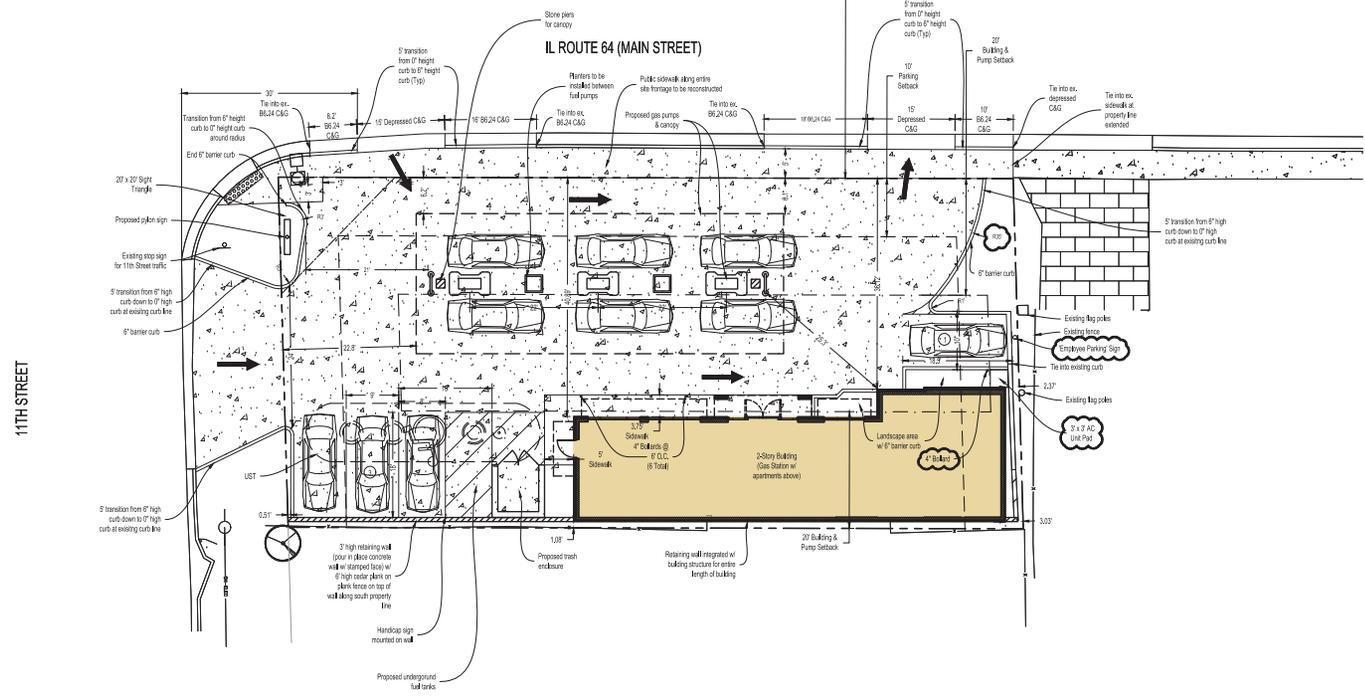 Stone piers
for canopy
IL ROUTE 64 (MAIN STREET)
5' transition
from 0" height
curb to 6" height
curb (Typ)
5' transition
from 0" height
curb to 6" height
curb (Typ)
20'
Building &
Pump Setback
10'
Parking
Setback
Planters to be
installed between
fuel pumps
Public sidewalk along entire
site frontage to be reconstructed
30'
Tie into ex.
B6.24 C&G
8.2'
B6.24
C&G
15' Depressed C&G
16' B6.24 C&G
Tie into ex.
B6.24 C&G
Proposed gas pumps
& canopy
Tie into ex.
B6.24 C&G
18' B6.24 C&G
15'
Depressed
C&G
10'
B6.24
C&G
Tie into ex.
depressed
C&G
Tie into ex.
sidewalk at
property line
extended
Transition from 6" height
curb to 0" height curb
around radius
End 6" barrier curb
20' x 20' Sight
Triangle
Proposed pylon sign
Existing stop sign
for 11th Street traffic
5' transition from 6" high
curb down to 0" high
curb at existing curb line
6" barrier curb
21'
22.8'
5' transition from 6" high
curb down to 0" high
curb at existing curb line
6" barrier curb
Existing flag poles
Existing fence
'Employee Parking' Sign
Tie into existing curb
2.37'
Existing flag poles
3' x 3' AC
Unit Pad
11TH STREET
9'
UST
3.75'
Sidewalk
4" Bollards @
6' O.C.
(6 Total)
5'
Sidewalk
2-Story Building
(Gas Station w/
apartments above)
Landscape area
w/ 6" barrier curb
4" Bollard
5' transition from 6" high
curb down to 0" high
curb at existing curb line
0.51'
1.08'
3.03'
3' high retaining wall
(pour in place concrete
wall w/ stamped face) w/
6' high cedar plank on
plank fence on top of
wall along south property
line
Proposed trash
enclosure
Retaining wall integrated w/
building structure for entire
length of building
20' Building &
Pump Setback
Handicap sign
mounted on wall
Proposed undergorund
fuel tanks